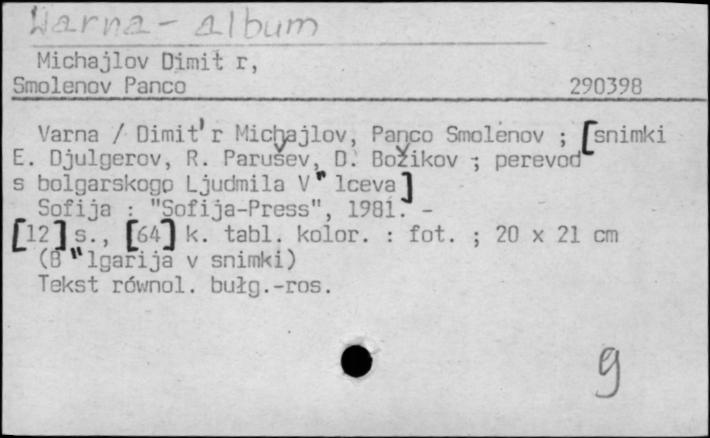 Warna - album
Michajlov Dimit r,
Smolenov Panco 290398
Varna / Dimit' r Michajlov, Panco Smolenov ; [snimki
E. Djulgerov, R. Parušev, D. Božikov ; perevod
s bolgarskogo Ljudmila V " lceva]
Sofija : "Sofija-Press", 1981. -
[12] s., [64] k. tabl. kolor. : fot. ; 20 x 21 cm
(B " lgarija v snimki)
Tekst równol. bułg.-ros.
g